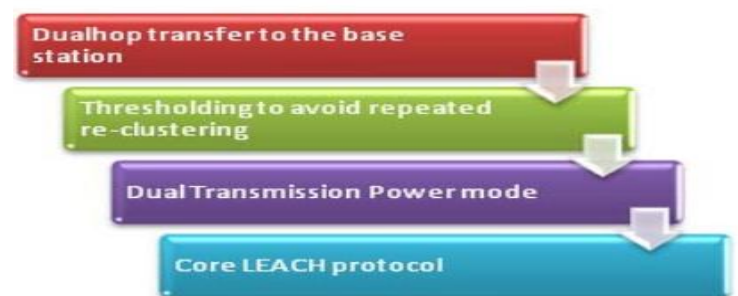 Dualhop transfer to the base
station
Thresholding to avoid repeated
re-clustering
Dual Transmission Power mode
Core LEACH protocol